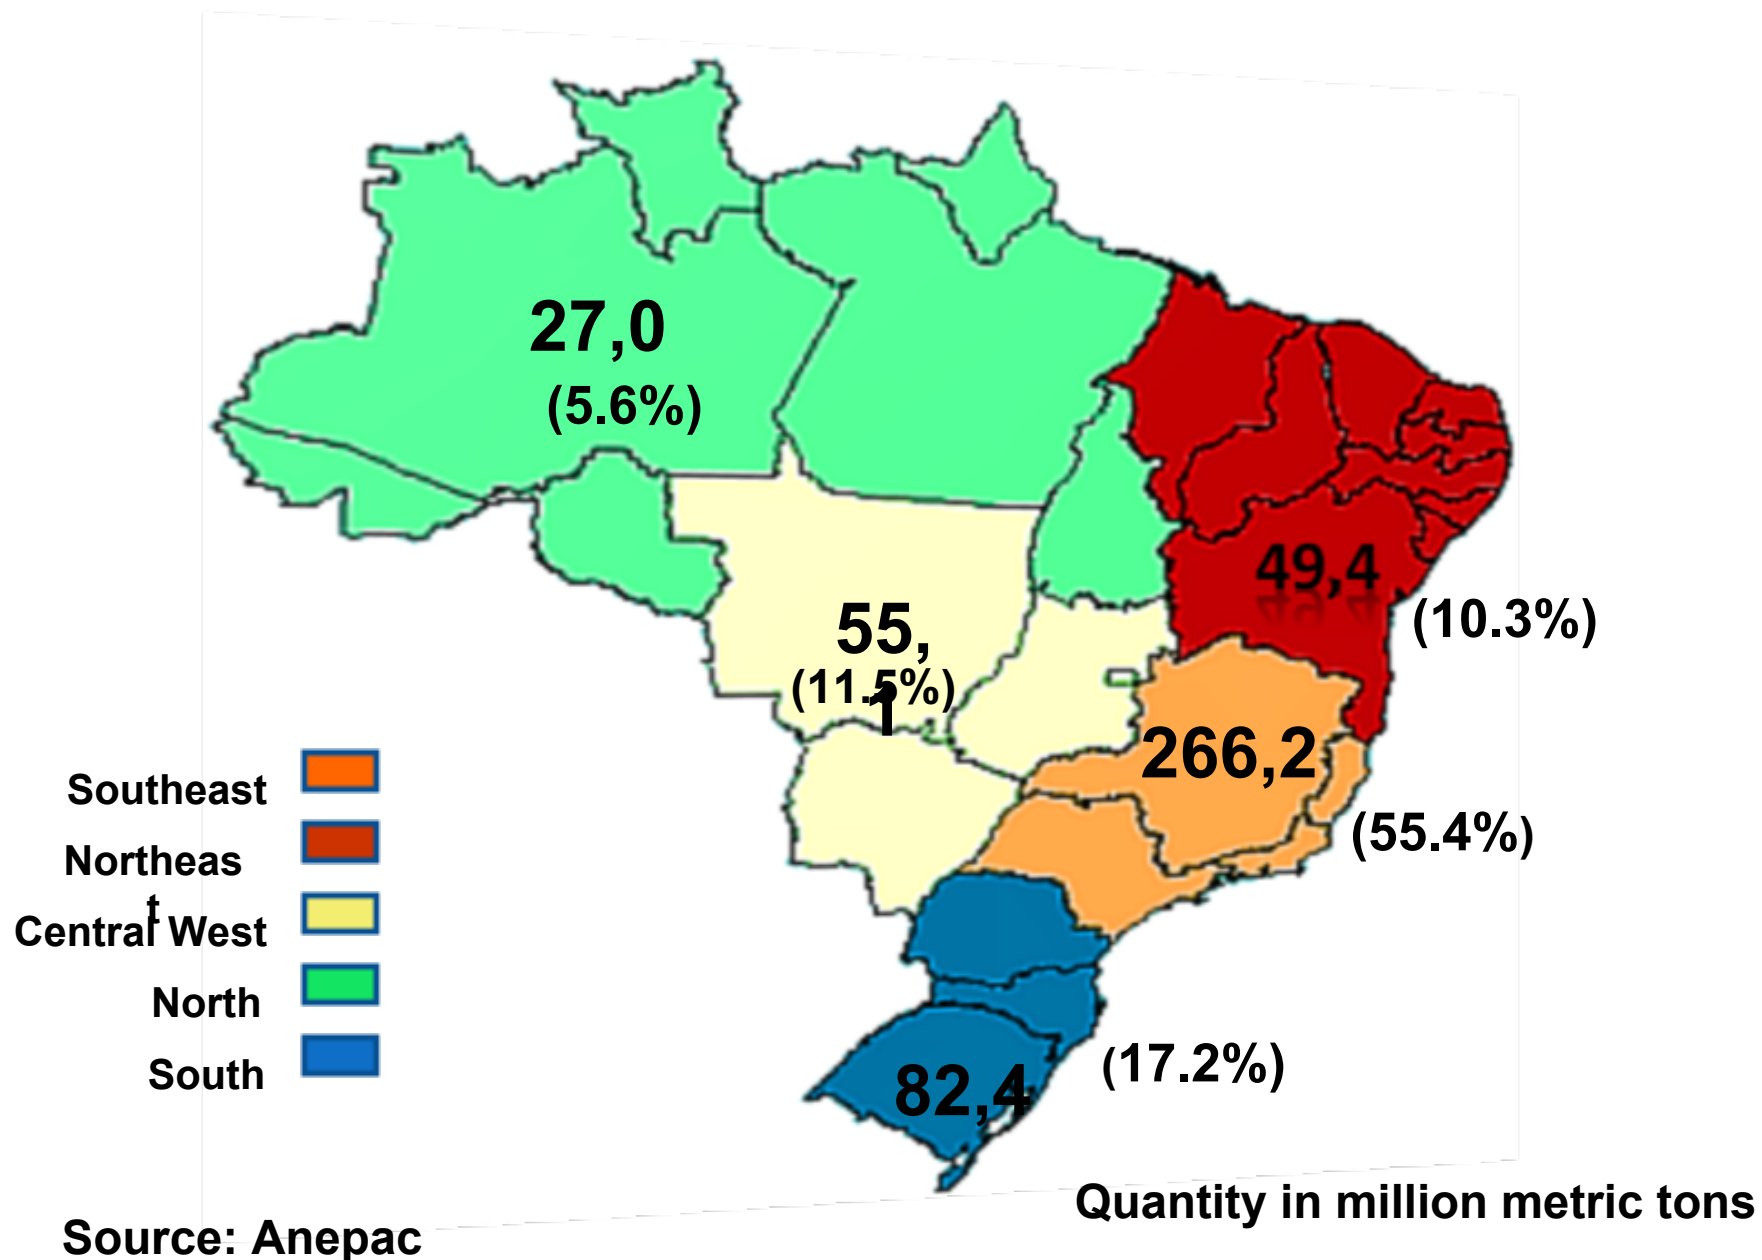 27,0
(5.6%)
49,4
(10.3%)
55,
1
(11.5%)
266,2
(55.4%)
Southeast
Northeas
t
Central West
North
South
82,4
(17.2%)
Quantity in million metric tons
Source: Anepac